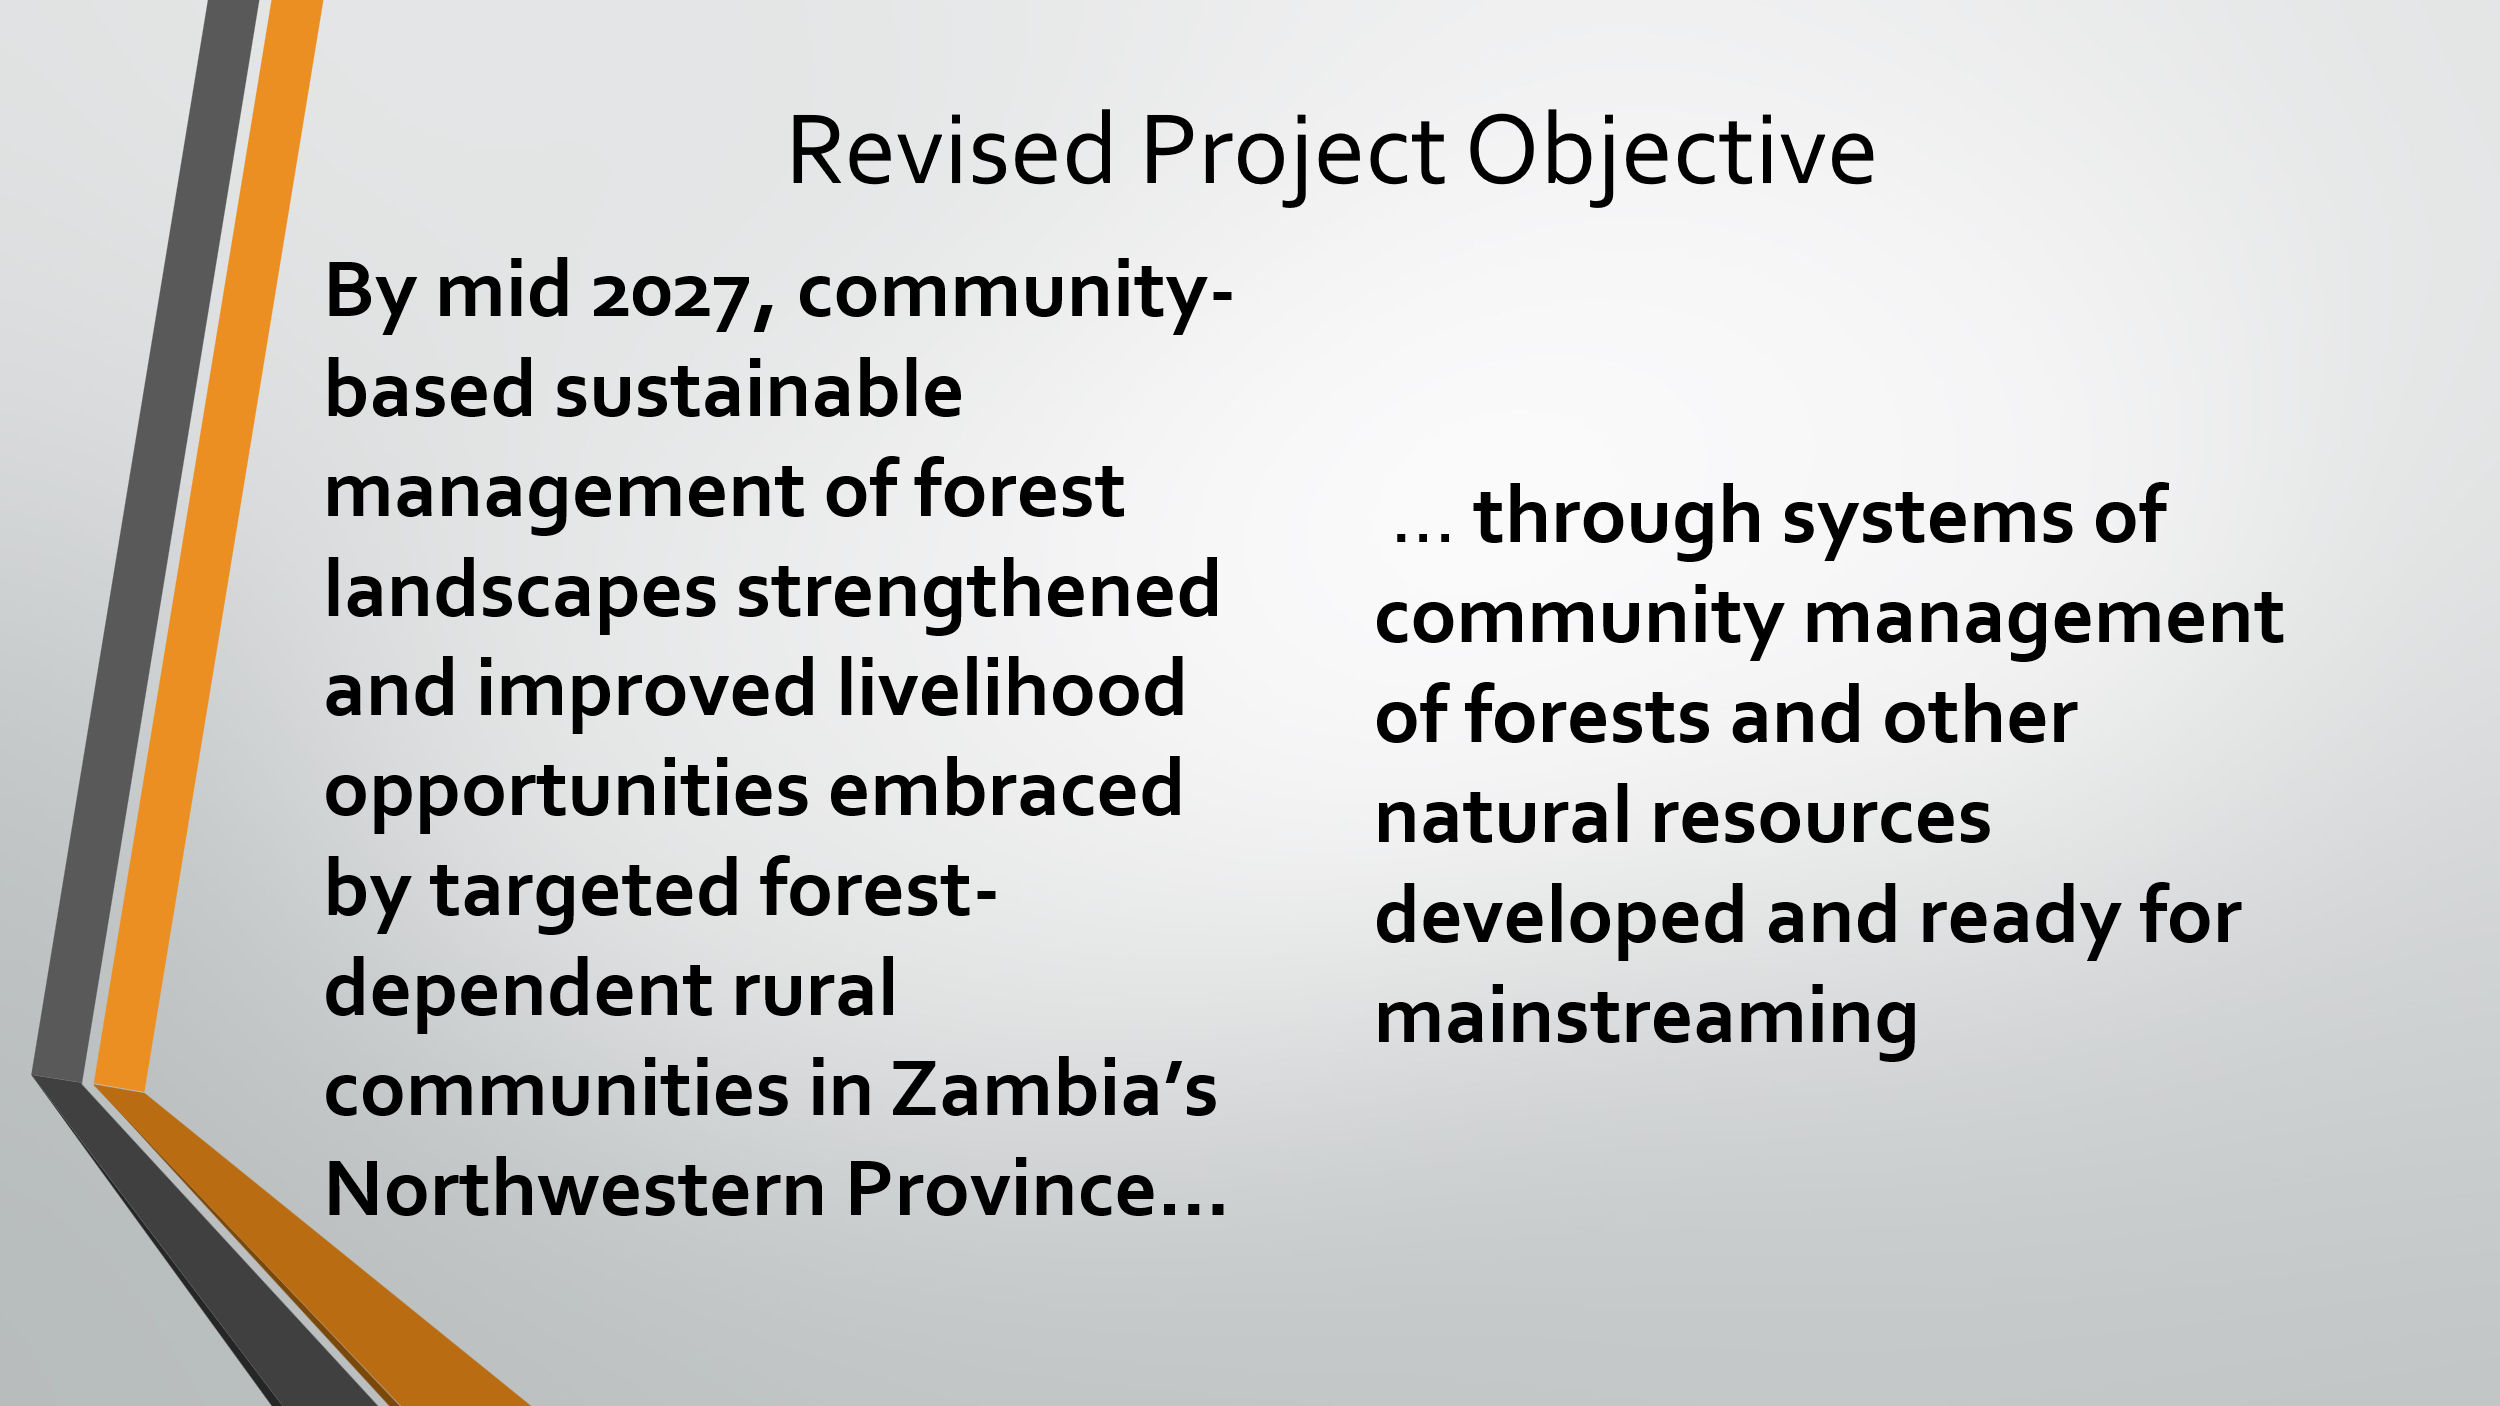 Revised Project Objective
By mid 2027, community-
based sustainable
management of forest
landscapes strengthened
and improved livelihood
opportunities embraced
by targeted forest-
dependent rural
communities in Zambia’s
Northwestern Province…
… through systems of
community management
of forests and other
natural resources
developed and ready for
mainstreaming